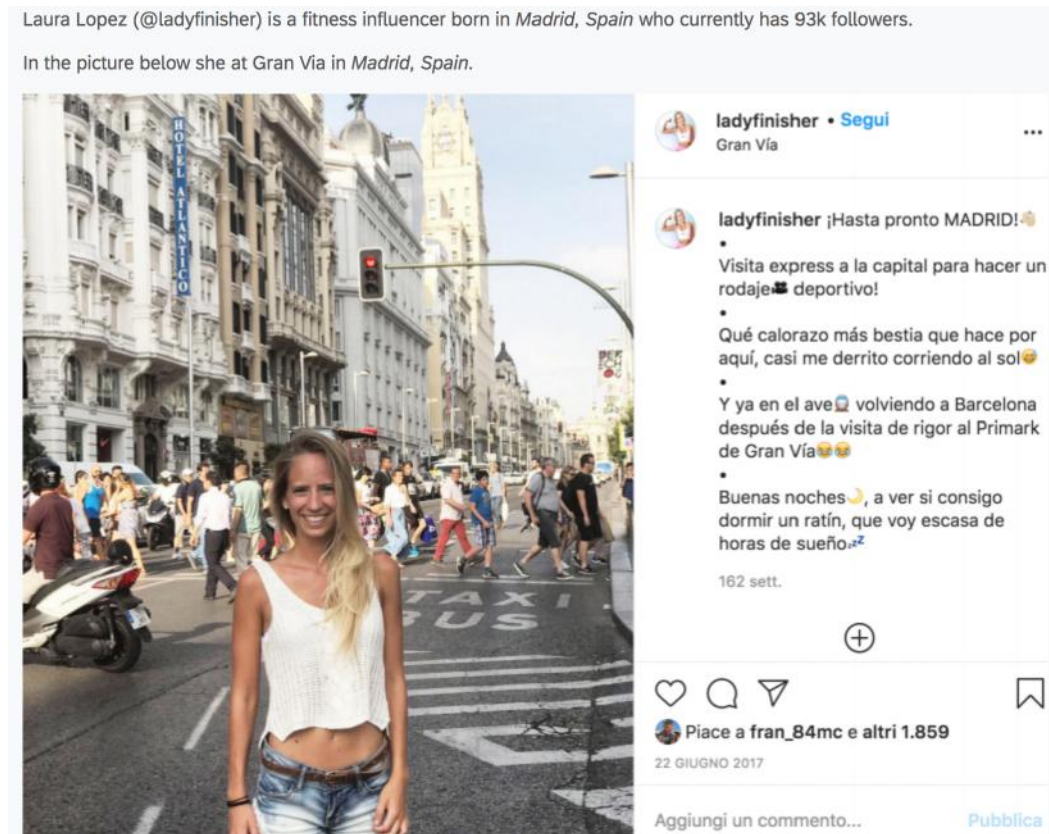 Laura Lopez (@ladyfinisher) is a fitness influencer born in Madrid, Spain who currently has 93k followers.
In the picture below she at Gran Via in Madrid, Spain.
HOTEL ATLANTICO
TAXI
BUS
ladyfinisher • Segui
Gran Vía
ladyfinisher ¡Hasta pronto MADRID!👋🏼
•
Visita express a la capital para hacer un
rodaje🎥 deportivo!
•
Qué calorazo más bestia que hace por
aquí, casi me derrito corriendo al sol😅
•
Y ya en el ave🚆 volviendo a Barcelona
después de la visita de rigor al Primark
de Gran Vía😂😂
•
Buenas noches🌙, a ver si consigo
dormir un ratín, que voy escasa de
horas de sueño💤
162 sett.
Piace a fran_84mc e altri 1.859
22 GIUGNO 2017
Aggiungi un commento...
Pubblica